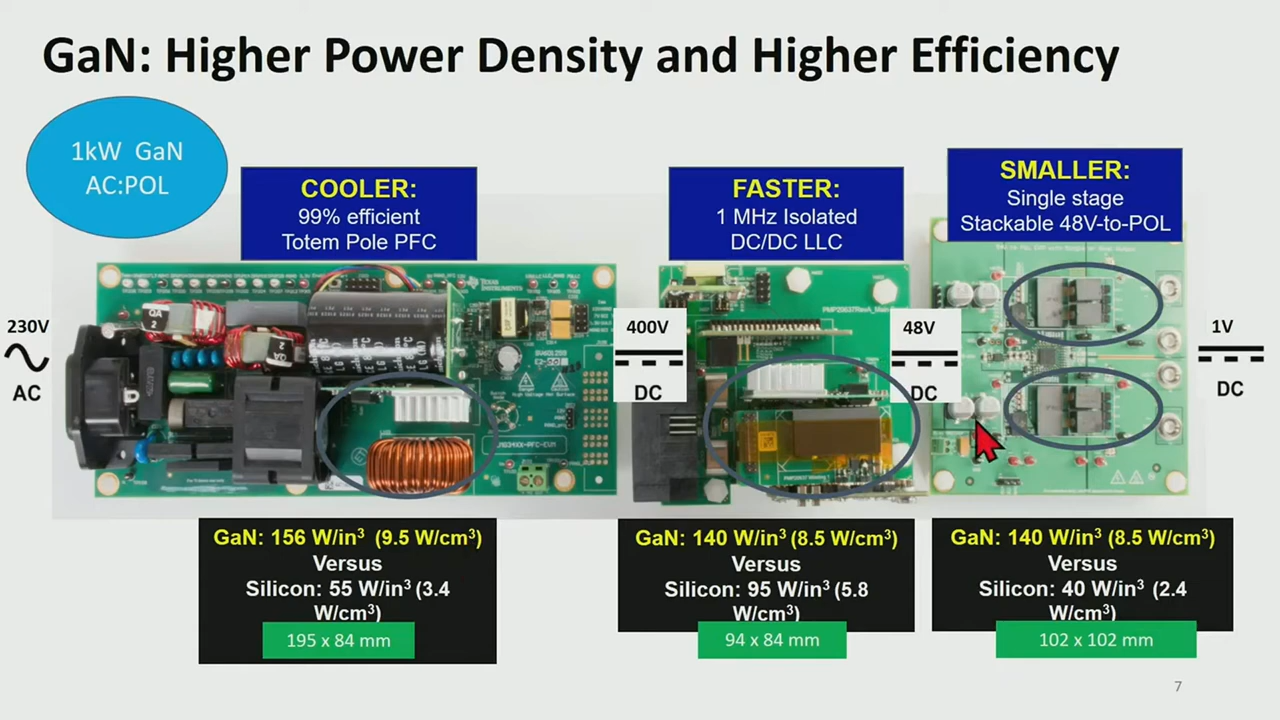 GaN: Higher Power Density and Higher Efficiency
1kW GaN
AC:POL
COOLER:
99% efficient
Totem Pole PFC
FASTER:
1 MHz Isolated
DC/DC LLC
SMALLER:
Single stage
Stackable 48V-to-POL
230V
AC
400V
DC
48V
DC
1V
DC
TEXAS
INSTRUMENTS
GaN: 156 W/in³ (9.5 W/cm³)
Versus
Silicon: 55 W/in³ (3.4
W/cm³)
195 x 84 mm
GaN: 140 W/in³ (8.5 W/cm³)
Versus
Silicon: 95 W/in³ (5.8
W/cm³)
94 x 84 mm
GaN: 140 W/in³ (8.5 W/cm³)
Versus
Silicon: 40 W/in³ (2.4
W/cm³)
102 x 102 mm
7